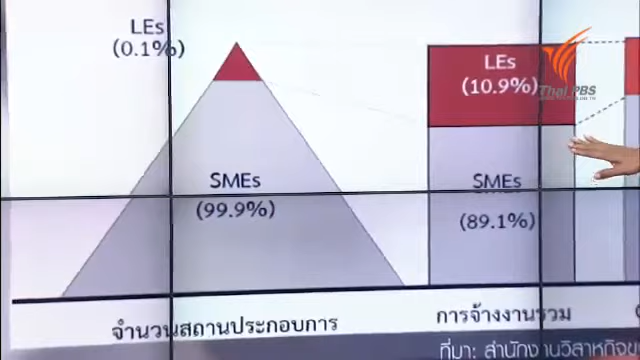 LEs
(0.1%)
LEs
(10.9%)
Thai PBS
SMEs
(99.9%)
SMEs
(89.1%)
จำนวนสถานประกอบการ
การจ้างงานรวม
ที่มา: สำนักงานวิสาหกิจข